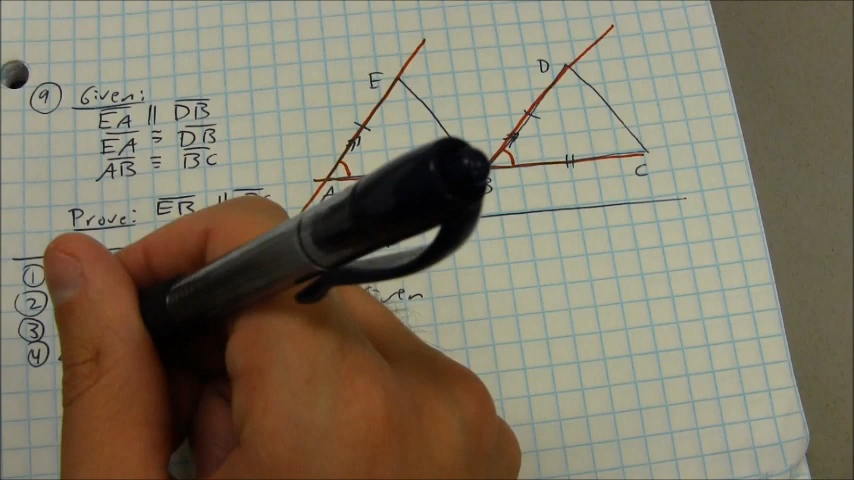 9 Given:
EA || DB
EA ≅ DB
AB ≅ BC
Prove: EB ||
1
2
3
4
E
D
A
B
C